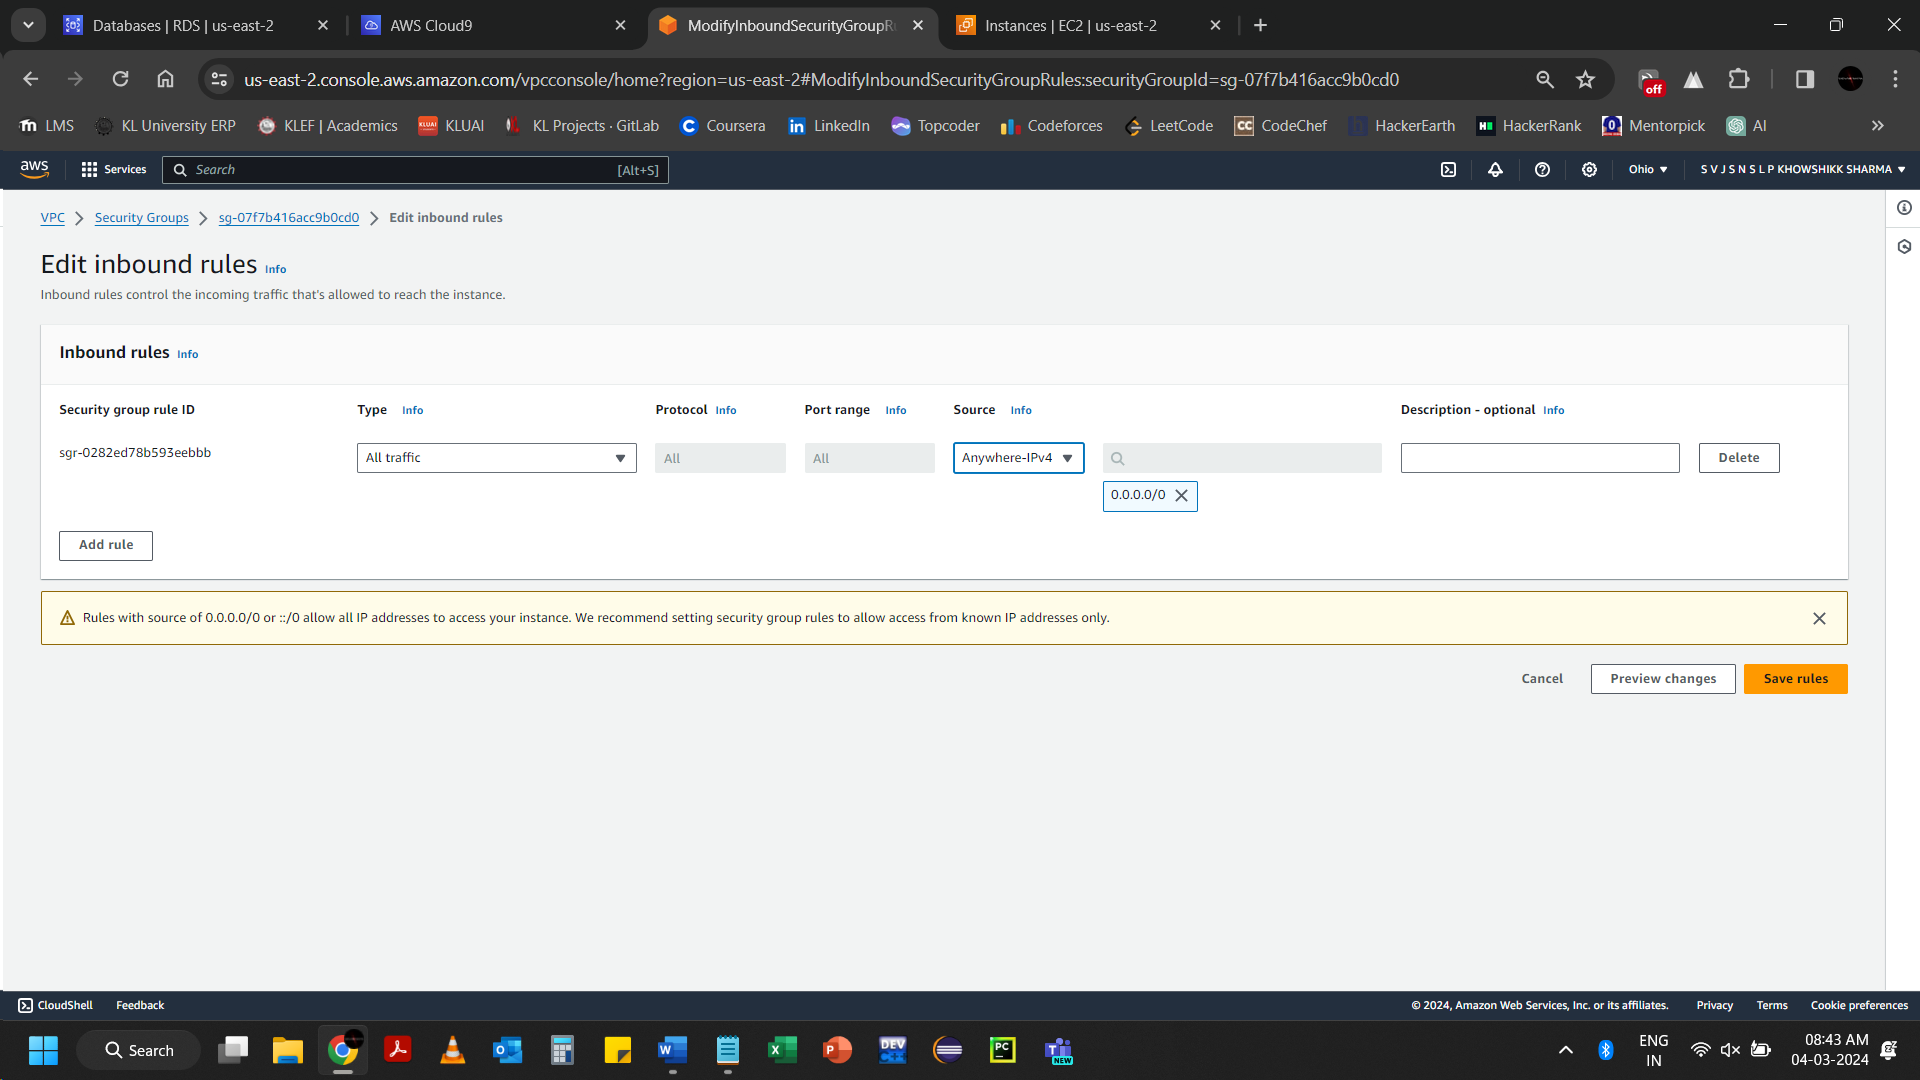 Databases | RDS | us-east-2
AWS Cloud9
ModifyInboundSecurityGroupR
Instances | EC2 | us-east-2
us-east-2.console.aws.amazon.com/vpcconsole/home?region=us-east-2#ModifyInboundSecurityGroupRules:securityGroupId=sg-07f7b416acc9b0cd0
off
LMS
KL University ERP
KLEF | Academics
KLUAI
KL Projects · GitLab
Coursera
LinkedIn
Topcoder
Codeforces
LeetCode
CodeChef
HackerEarth
HackerRank
Mentorpick
AI
aws
Services
Search
[Alt+S]
Ohio
S V J S N S L P KHOWSHIKK SHARMA
VPC
Security Groups
sg-07f7b416acc9b0cd0
Edit inbound rules
Edit inbound rules Info
Inbound rules control the incoming traffic that's allowed to reach the instance.
Inbound rules Info
Security group rule ID
Type Info
Protocol Info
Port range Info
Source Info
Description - optional Info
sgr-0282ed78b593eebbb
All traffic
All
All
Anywhere-IPv4
Delete
0.0.0.0/0
Add rule
Rules with source of 0.0.0.0/0 or ::/0 allow all IP addresses to access your instance. We recommend setting security group rules to allow access from known IP addresses only.
Cancel
Preview changes
Save rules
CloudShell
Feedback
© 2024, Amazon Web Services, Inc. or its affiliates.
Privacy
Terms
Cookie preferences
Search
DEV
PC
NEW
ENG
IN
08:43 AM
04-03-2024